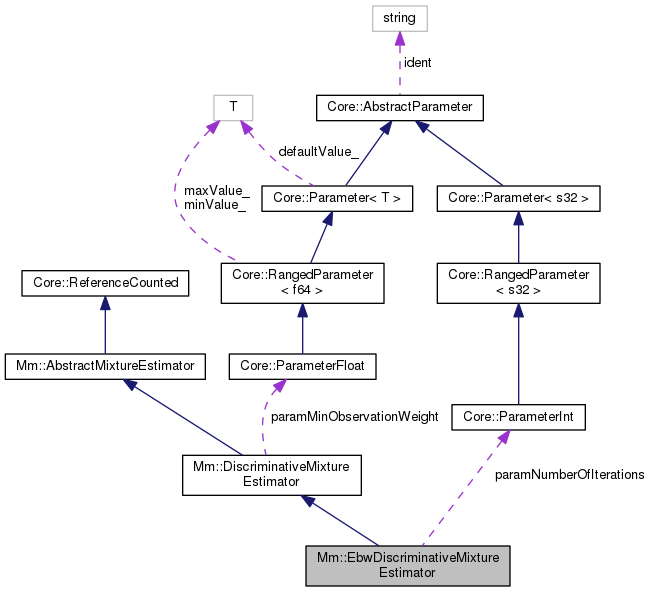 string
ident
T
Core::AbstractParameter
defaultValue_
maxValue_
minValue_
Core::Parameter< T >
Core::Parameter< s32 >
Core::ReferenceCounted
Core::RangedParameter
< f64 >
Core::RangedParameter
< s32 >
Mm::AbstractMixtureEstimator
Core::ParameterFloat
paramMinObservationWeight
Core::ParameterInt
Mm::DiscriminativeMixture
Estimator
paramNumberOfIterations
Mm::EbwDiscriminativeMixture
Estimator